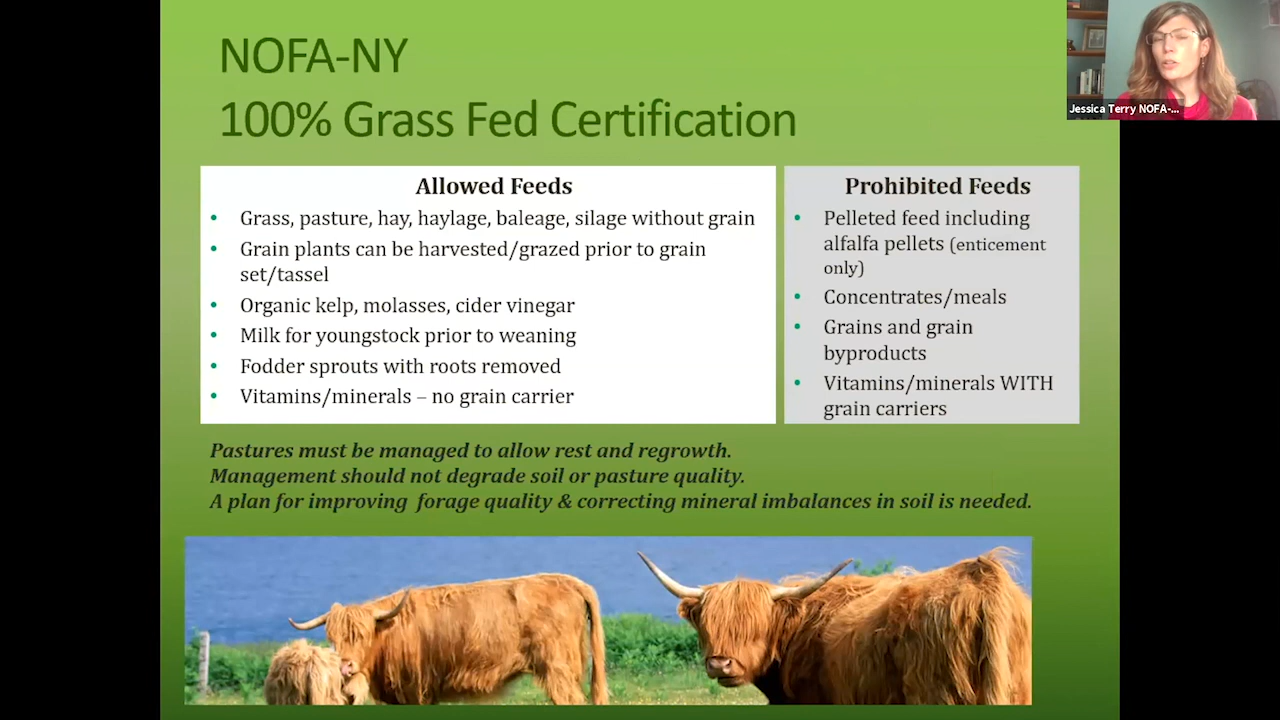 NOFA-NY
100% Grass Fed Certification
Jessica Terry NOFA-...
Allowed Feeds
• Grass, pasture, hay, haylage, baleage, silage without grain
• Grain plants can be harvested/grazed prior to grain
set/tassel
• Organic kelp, molasses, cider vinegar
• Milk for youngstock prior to weaning
• Fodder sprouts with roots removed
• Vitamins/minerals – no grain carrier
Prohibited Feeds
• Pelleted feed including
alfalfa pellets (enticement
only)
• Concentrates/meals
• Grains and grain
byproducts
• Vitamins/minerals WITH
grain carriers
Pastures must be managed to allow rest and regrowth.
Management should not degrade soil or pasture quality.
A plan for improving forage quality & correcting mineral imbalances in soil is needed.